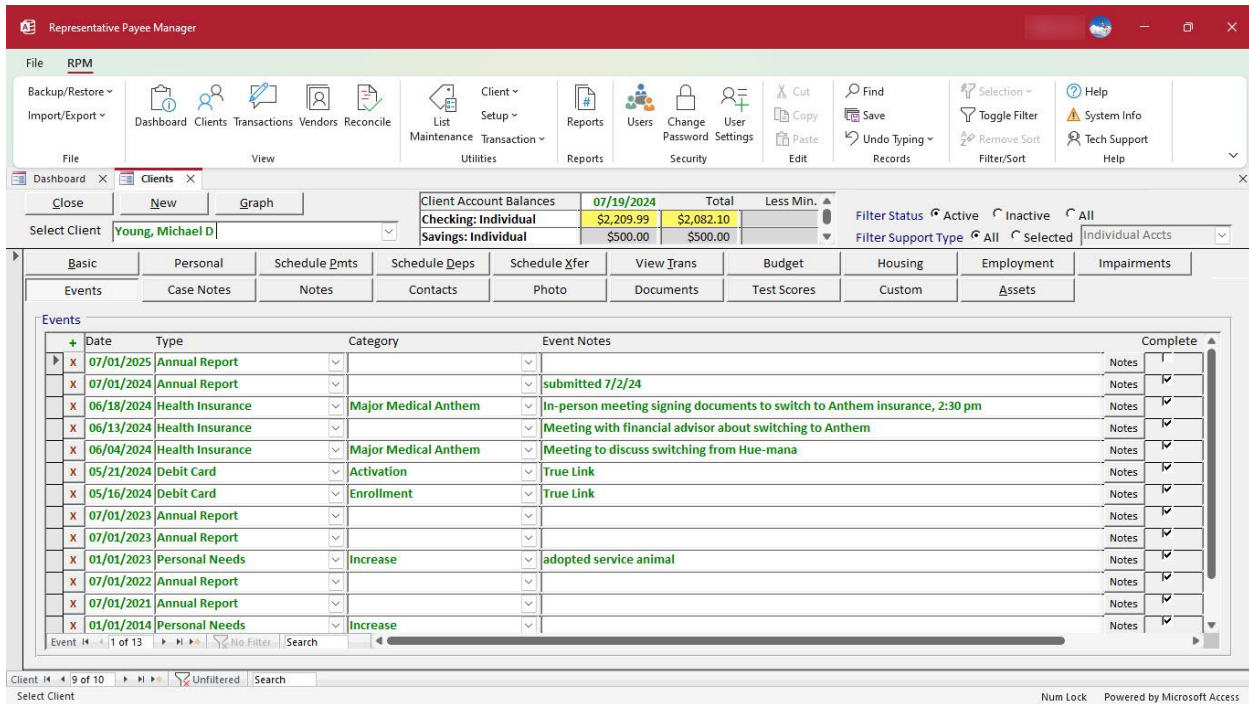 Representative Payee Manager
File RPM
Backup/Restore
Import/Export
Dashboard Clients Transactions Vendors Reconcile
List Maintenance
Client
Setup
Transaction
Reports
Users Change Password User Settings
Cut
Copy
Paste
Find
Save
Undo Typing
Selection
Toggle Filter
Remove Sort
Help
System Info
Tech Support
File View Utilities Reports Security Edit Records Filter/Sort Help
Dashboard Clients
Close New Graph
Select Client Young, Michael D
Client Account Balances 07/19/2024 Total Less Min.
Checking: Individual $2,209.99 $2,082.10
Savings: Individual $500.00 $500.00
Filter Status Active Inactive All
Filter Support Type All Selected Individual Accts
Basic Personal Schedule Pmts Schedule Deps Schedule Xfer View Trans Budget Housing Employment Impairments
Events Case Notes Notes Contacts Photo Documents Test Scores Custom Assets
Events
+ Date Type Category Event Notes Complete
x 07/01/2025 Annual Report Notes
x 07/01/2024 Annual Report submitted 7/2/24 Notes
x 06/18/2024 Health Insurance Major Medical Anthem In-person meeting signing documents to switch to Anthem insurance, 2:30 pm Notes
x 06/13/2024 Health Insurance Meeting with financial advisor about switching to Anthem Notes
x 06/04/2024 Health Insurance Major Medical Anthem Meeting to discuss switching from Hue-mana Notes
x 05/21/2024 Debit Card Activation True Link Notes
x 05/16/2024 Debit Card Enrollment True Link Notes
x 07/01/2023 Annual Report Notes
x 07/01/2023 Annual Report Notes
x 01/01/2023 Personal Needs Increase adopted service animal Notes
x 07/01/2022 Annual Report Notes
x 07/01/2021 Annual Report Notes
x 01/01/2014 Personal Needs Increase Notes
Event 1 of 13 No Filter Search
Client 9 of 10 Unfiltered Search
Select Client Num Lock Powered by Microsoft Access